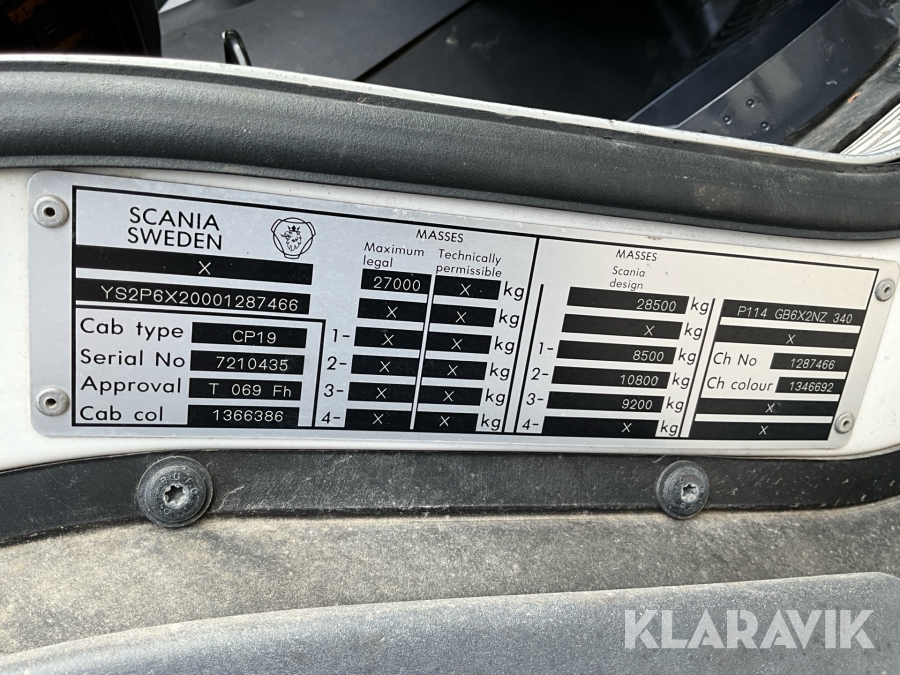 SCANIA
SWEDEN
X
YS2P6X20001287466
Cab type CP19
Serial No 7210435
Approval T 069 Fh
Cab col 1366386
MASSES
Maximum legal Technically permissible
27000 X kg
X X kg
1- X X kg
2- X X kg
3- X X kg
4- X X kg
MASSES
Scania design
28500 kg
X kg
1- 8500 kg
2- 10800 kg
3- 9200 kg
4- X kg
P114 GB6X2NZ 340
X
Ch No 1287466
Ch colour 1346692
X
X
KLARAVIK